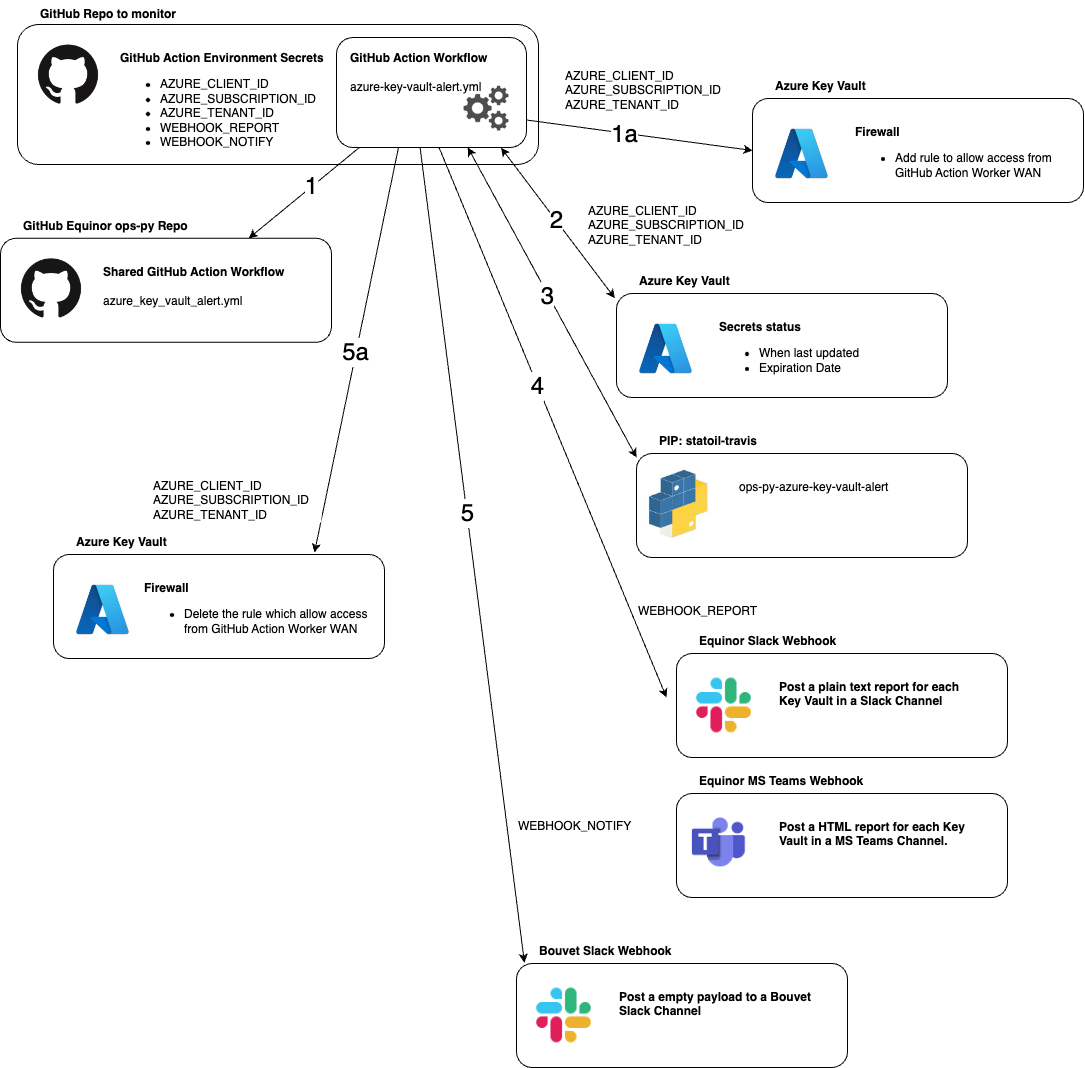 GitHub Repo to monitor
GitHub Action Environment Secrets
AZURE_CLIENT_ID
AZURE_SUBSCRIPTION_ID
AZURE_TENANT_ID
WEBHOOK_REPORT
WEBHOOK_NOTIFY
GitHub Action Workflow
azure-key-vault-alert.yml
AZURE_CLIENT_ID
AZURE_SUBSCRIPTION_ID
AZURE_TENANT_ID
1a
Azure Key Vault
Firewall
Add rule to allow access from
GitHub Action Worker WAN
1
GitHub Equinor ops-py Repo
Shared GitHub Action Workflow
azure_key_vault_alert.yml
2
AZURE_CLIENT_ID
AZURE_SUBSCRIPTION_ID
AZURE_TENANT_ID
Azure Key Vault
Secrets status
When last updated
Expiration Date
3
5a
4
PIP: statoil-travis
ops-py-azure-key-vault-alert
AZURE_CLIENT_ID
AZURE_SUBSCRIPTION_ID
AZURE_TENANT_ID
5
Azure Key Vault
Firewall
Delete the rule which allow access
from GitHub Action Worker WAN
WEBHOOK_REPORT
Equinor Slack Webhook
Post a plain text report for each
Key Vault in a Slack Channel
Equinor MS Teams Webhook
T
Post a HTML report for each Key
Vault in a MS Teams Channel.
WEBHOOK_NOTIFY
Bouvet Slack Webhook
Post a empty payload to a Bouvet
Slack Channel